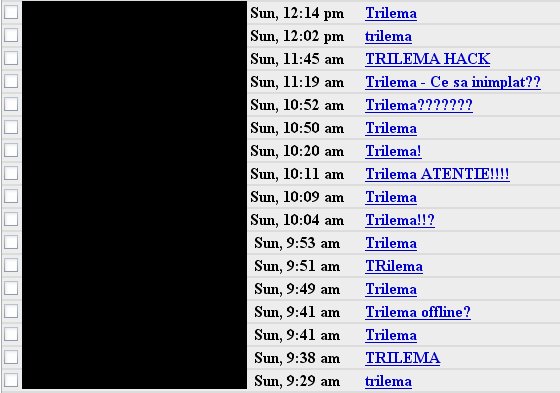 Sun, 12:14 pm Trilema
Sun, 12:02 pm trilema
Sun, 11:45 am TRILEMA HACK
Sun, 11:19 am Trilema - Ce sa inimplat??
Sun, 10:52 am Trilema???????
Sun, 10:50 am Trilema
Sun, 10:20 am Trilema!
Sun, 10:11 am Trilema ATENTIE!!!!
Sun, 10:09 am Trilema
Sun, 10:04 am Trilema!!?
Sun, 9:53 am Trilema
Sun, 9:51 am TRilema
Sun, 9:49 am Trilema
Sun, 9:41 am Trilema offline?
Sun, 9:41 am Trilema
Sun, 9:38 am TRILEMA
Sun, 9:29 am trilema